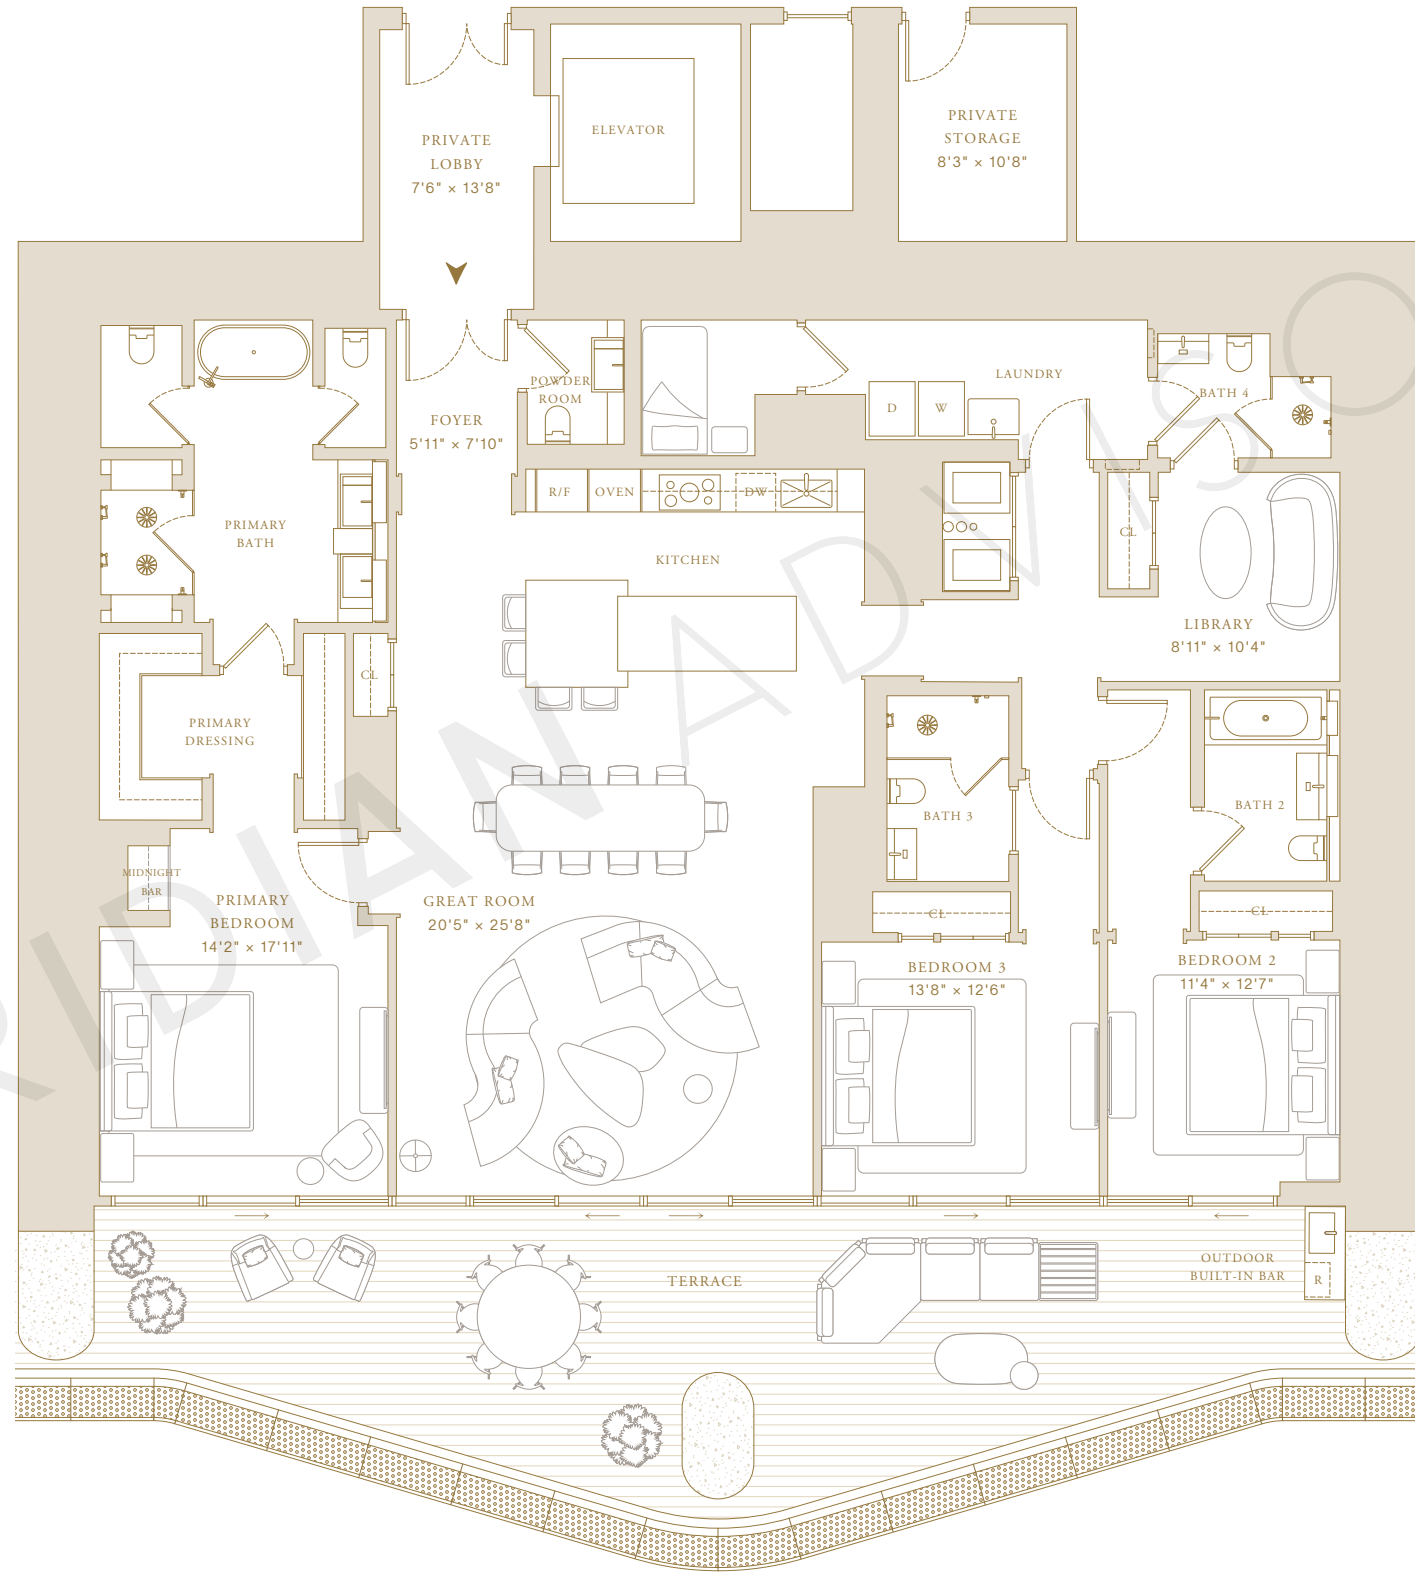 PRIVATE
LOBBY
7'6" × 13'8"
ELEVATOR
PRIVATE
STORAGE
8'3" × 10'8"
POWDER
ROOM
FOYER
5'11" × 7'10"
LAUNDRY
D
W
BATH 4
R/F
OVEN
DW
KITCHEN
CL
LIBRARY
8'11" × 10'4"
PRIMARY
BATH
CL
PRIMARY
DRESSING
MIDNIGHT
BAR
PRIMARY
BEDROOM
14'2" × 17'11"
GREAT ROOM
20'5" × 25'8"
BATH 3
BATH 2
CL
CL
BEDROOM 3
13'8" × 12'6"
BEDROOM 2
11'4" × 12'7"
TERRACE
OUTDOOR
BUILT-IN BAR
R
RIDIAN ADVISO